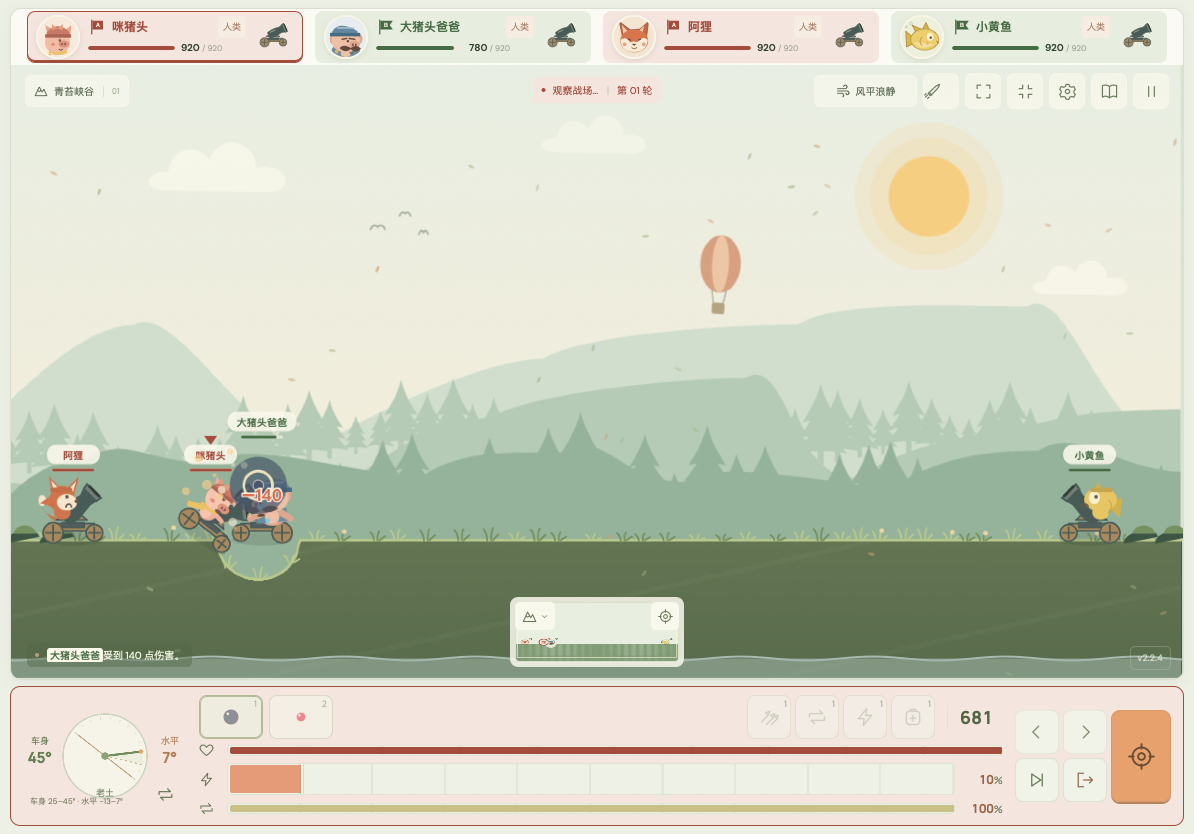 A 咪猪头 人类
920 / 920
B 大猪头爸爸 人类
780 / 920
A 阿狸 人类
920 / 920
B 小黄鱼 人类
920 / 920
青苔峡谷 01
观察战场... 第 01 轮
风平浪静
大猪头爸爸
阿狸
咪猪头
小黄鱼
-140
大猪头爸爸 受到 140 点伤害。
v2.2.4
1
2
1
1
1
1
681
车身
45°
水平
7°
老土
车身 25~45° · 水平 -13~7°
10%
100%